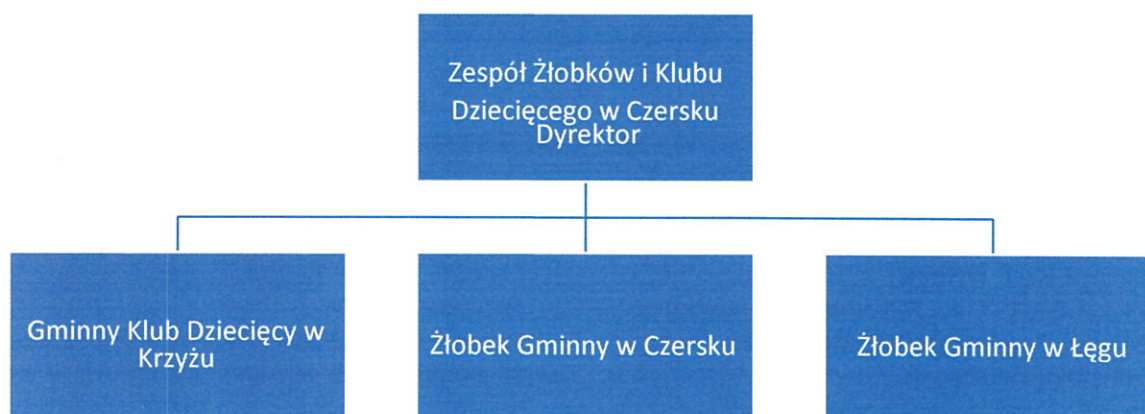 Zespół Żłobków i Klubu
Dziecięcego w Czersku
Dyrektor
Gminny Klub Dziecięcy w
Krzyżu
Żłobek Gminny w Czersku
Żłobek Gminny w Łęgu